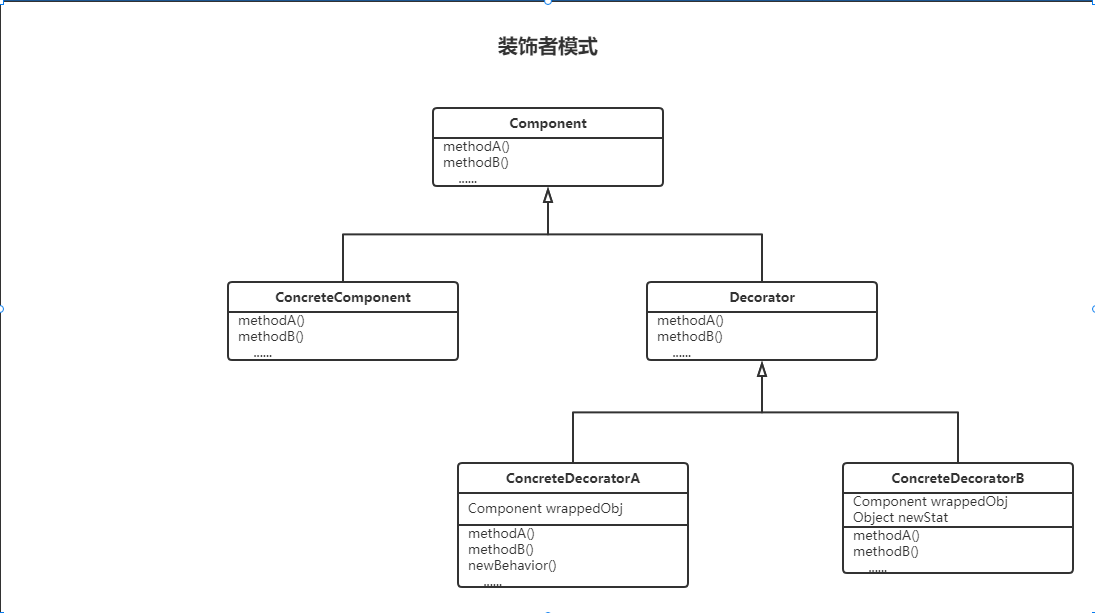 装饰者模式
Component
methodA()
methodB()
......
ConcreteComponent
methodA()
methodB()
......
Decorator
methodA()
methodB()
......
ConcreteDecoratorA
Component wrappedObj
methodA()
methodB()
newBehavior()
......
ConcreteDecoratorB
Component wrappedObj
Object newStat
methodA()
methodB()
......